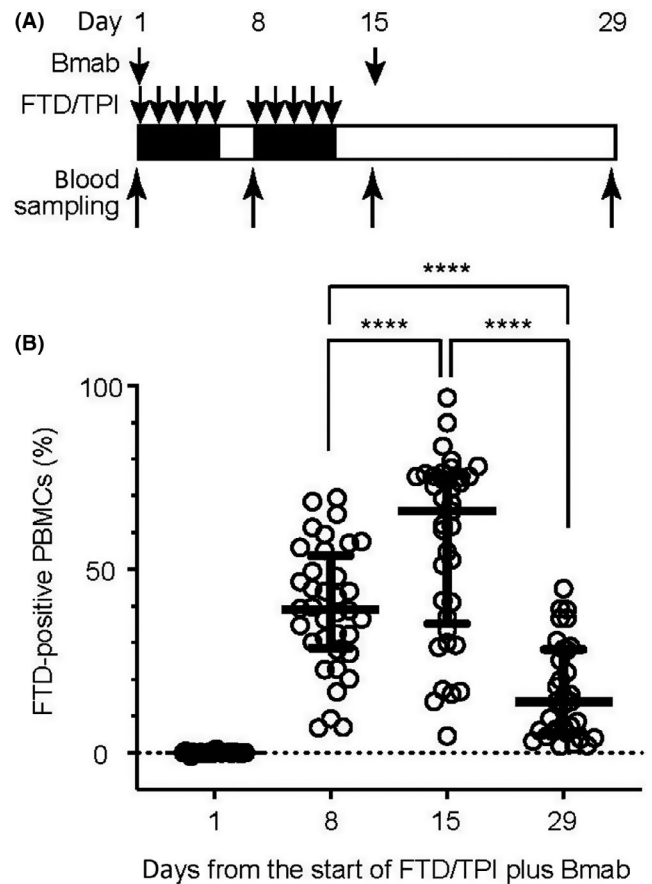 (A) Day 1 8 15 29
Bmab
FTD/TPI
Blood
sampling
****
**** ****
(B)
100
50
0
FTD-positive PBMCs (%)
1 8 15 29
Days from the start of FTD/TPI plus Bmab